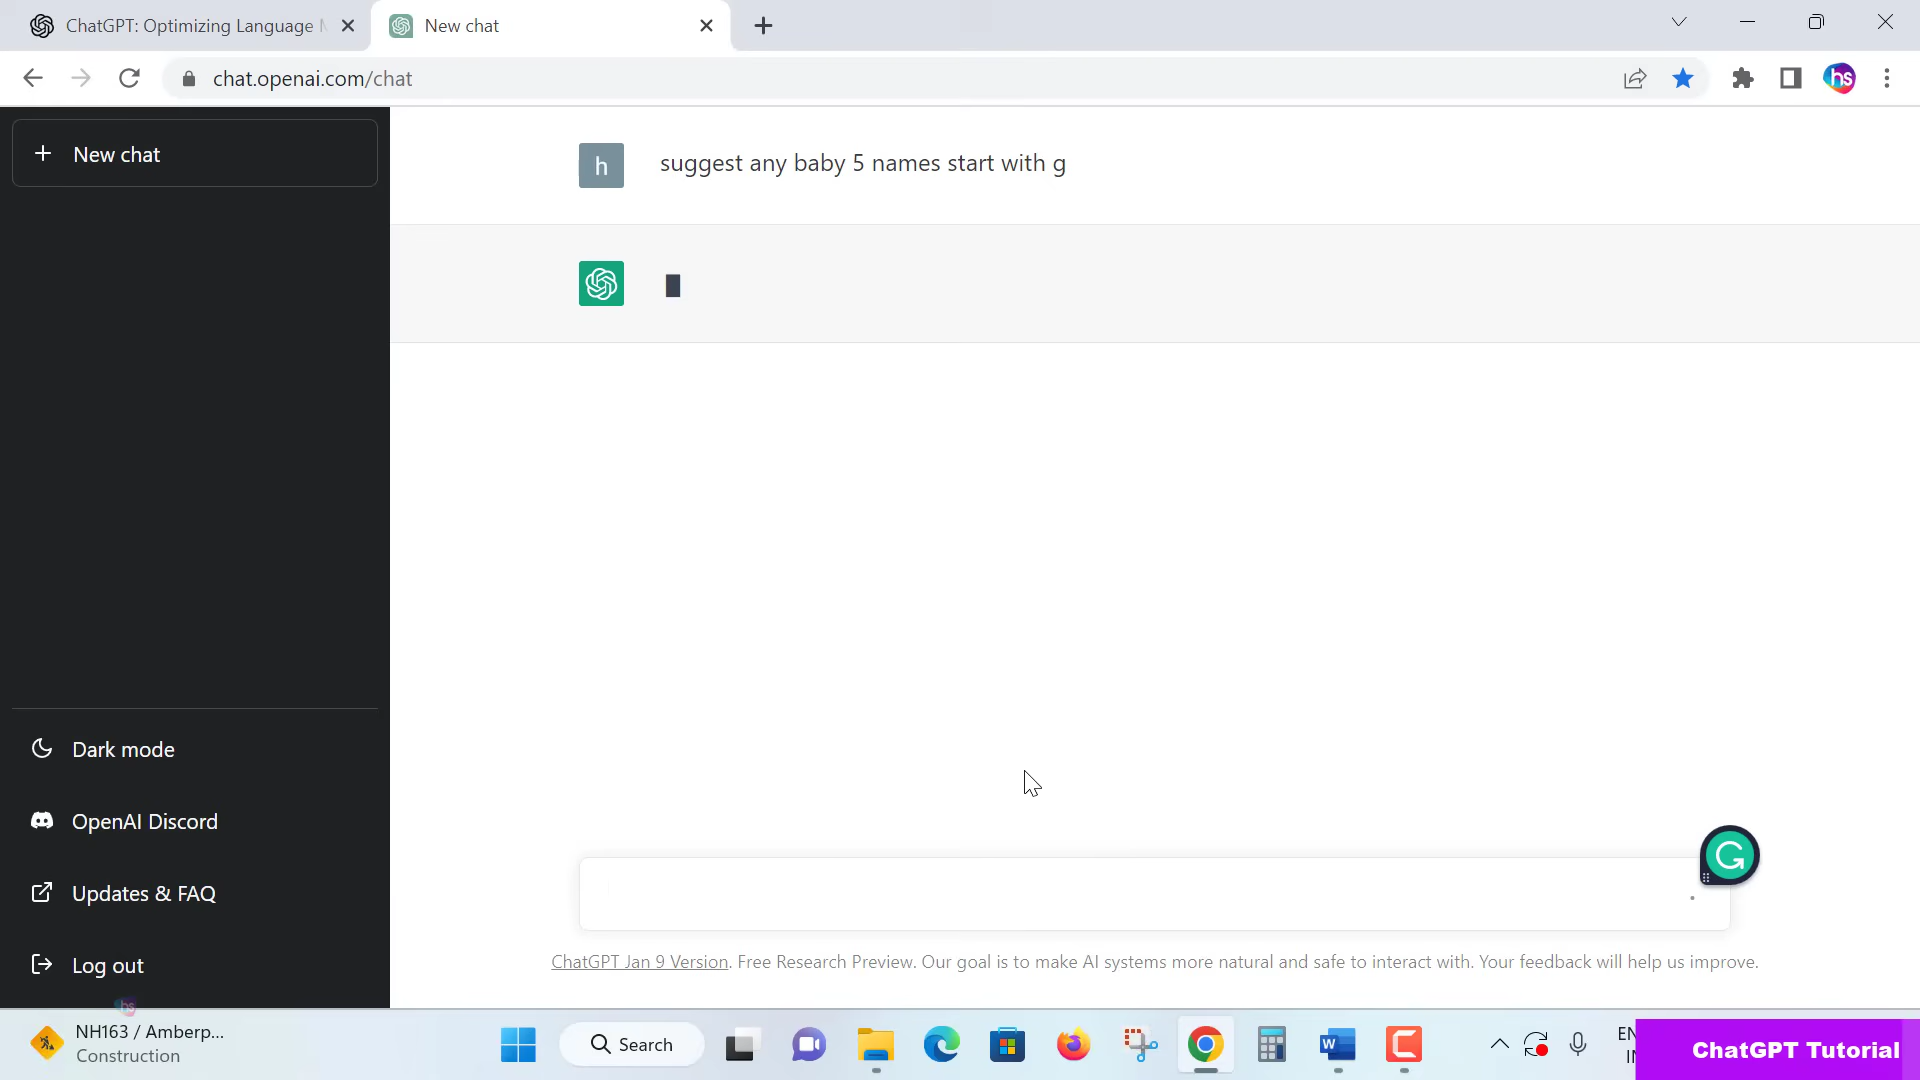 ChatGPT: Optimizing Language
New chat
chat.openai.com/chat
hs
New chat
h
suggest any baby 5 names start with g
Dark mode
OpenAI Discord
Updates & FAQ
Log out
hs
ChatGPT Jan 9 Version. Free Research Preview. Our goal is to make AI systems more natural and safe to interact with. Your feedback will help us improve.
NH163 / Amberp...
Construction
Search
ChatGPT Tutorial